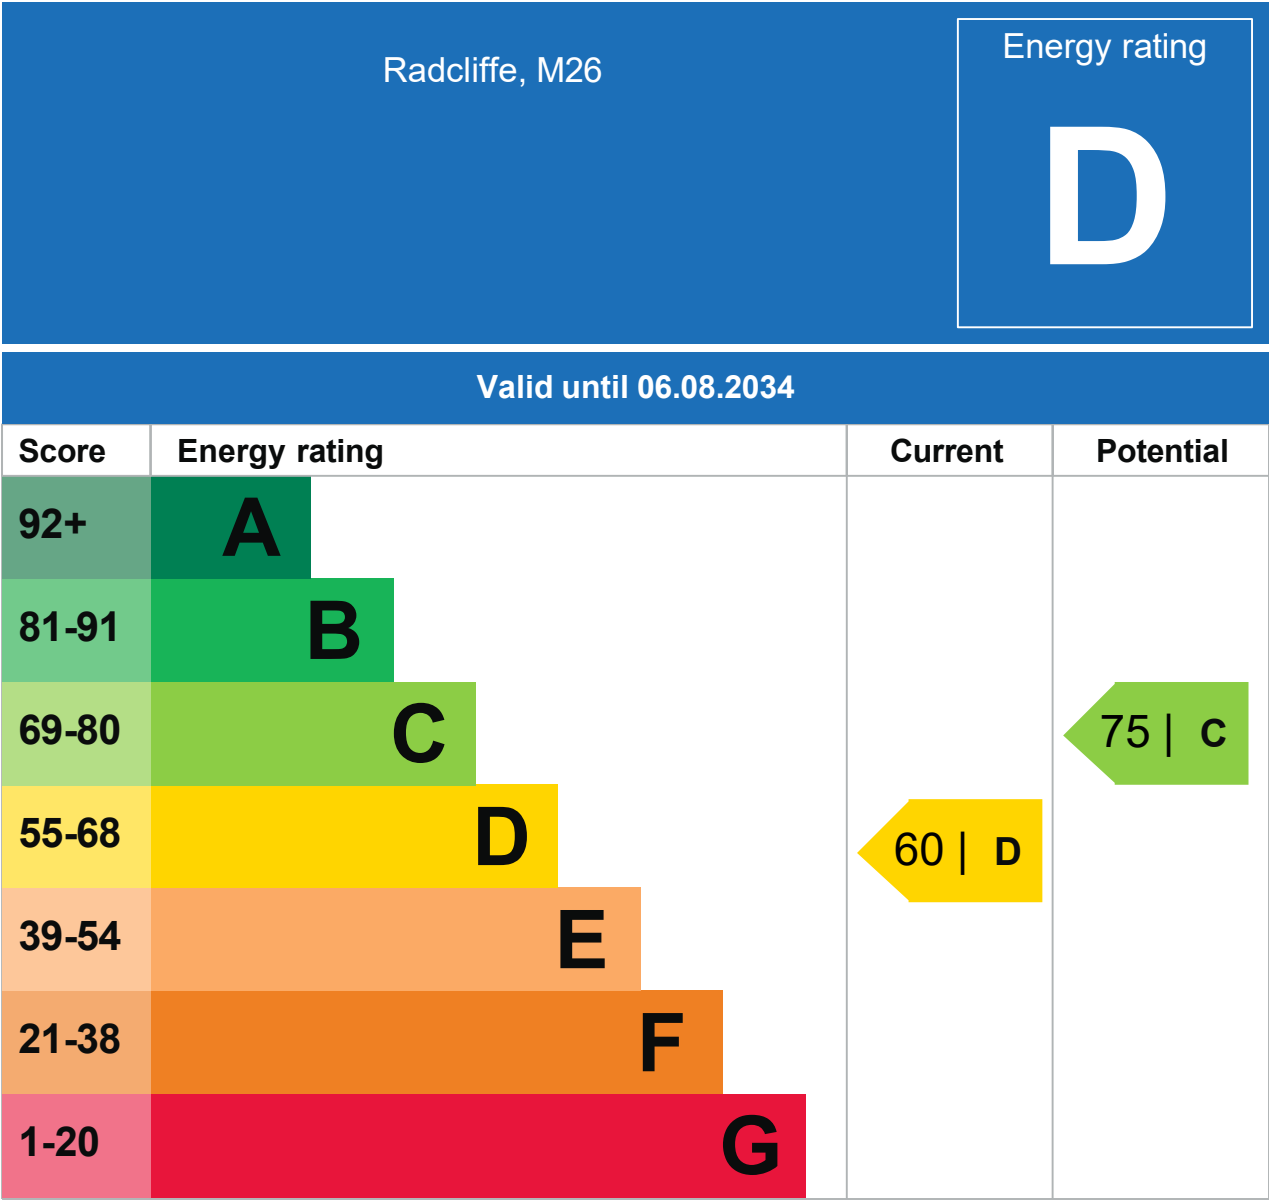 Radcliffe, M26
Energy rating
D
Valid until 06.08.2034
Score Energy rating Current Potential
92+ A
81-91 B
69-80 C 75 | C
55-68 D 60 | D
39-54 E
21-38 F
1-20 G